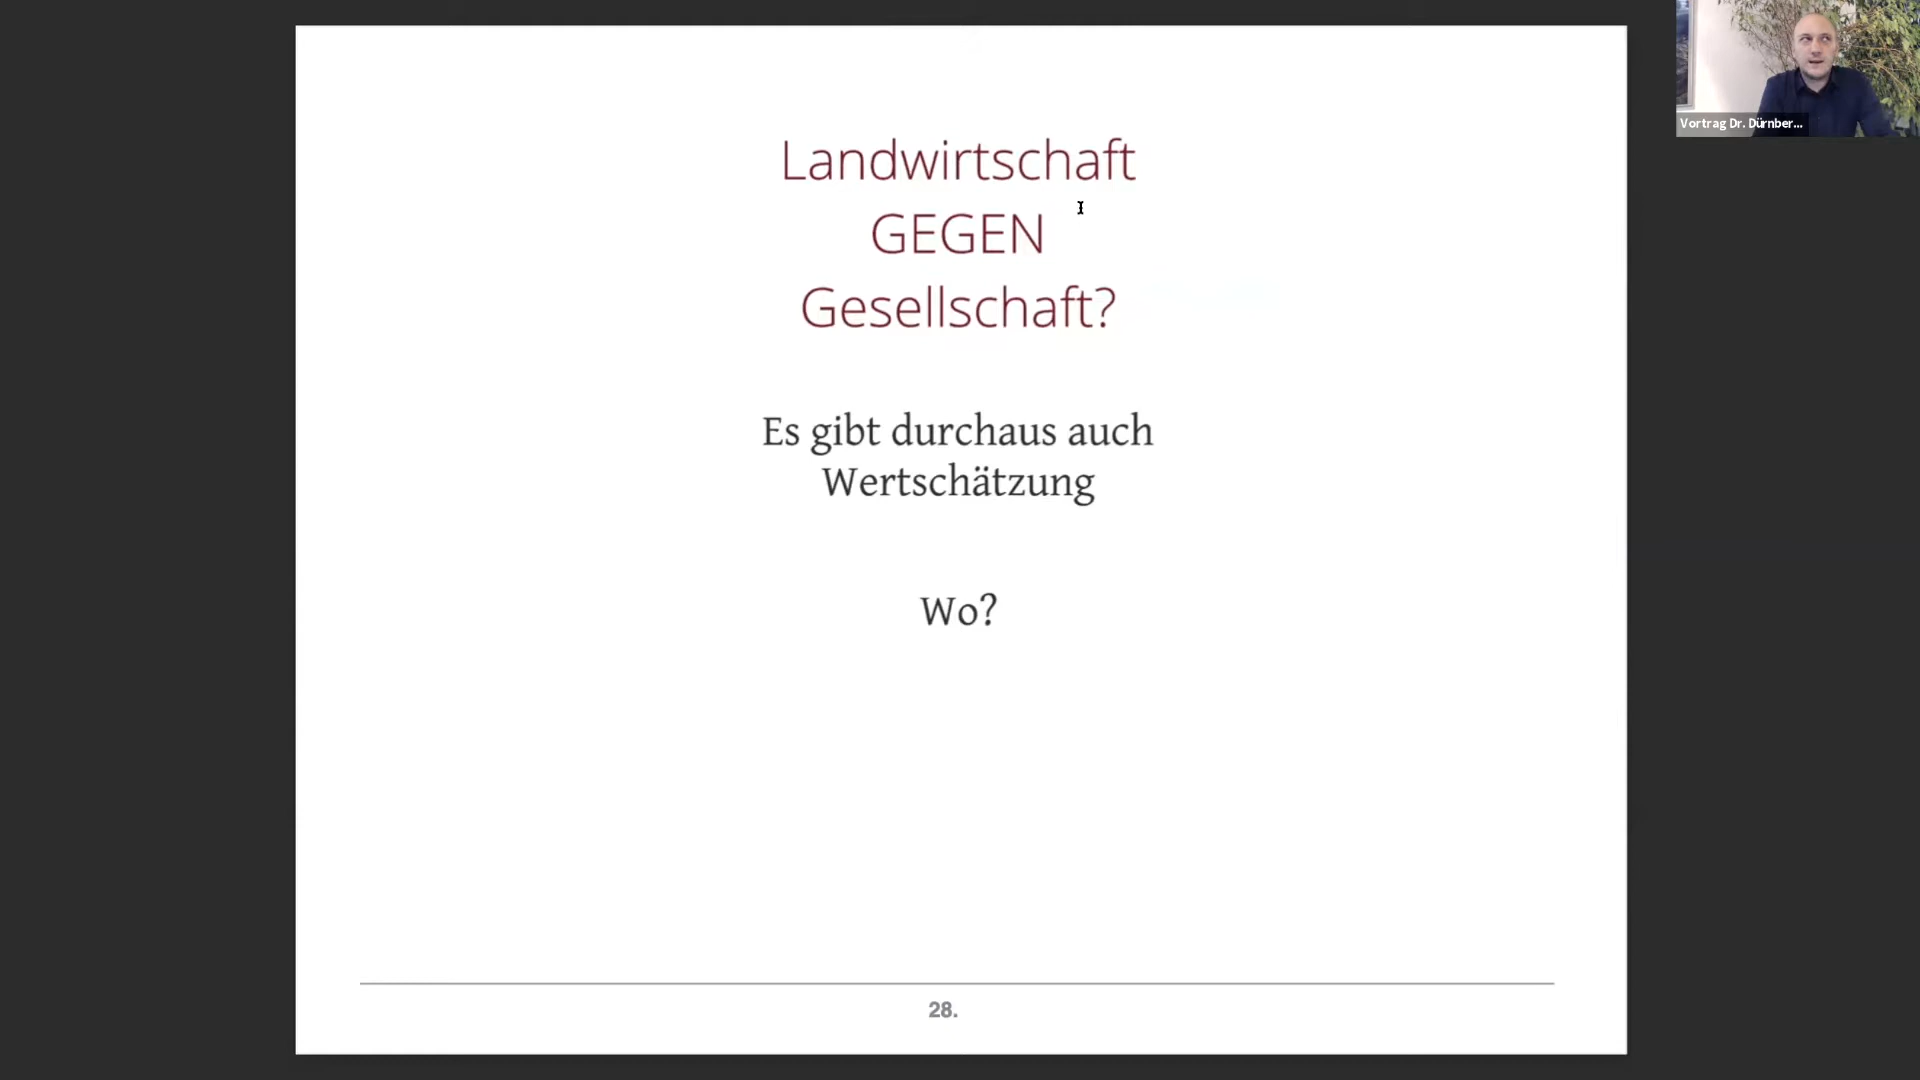 Landwirtschaft
GEGEN
Gesellschaft?
Es gibt durchaus auch
Wertschätzung
Wo?
28.
Vortrag Dr. Dürnber...